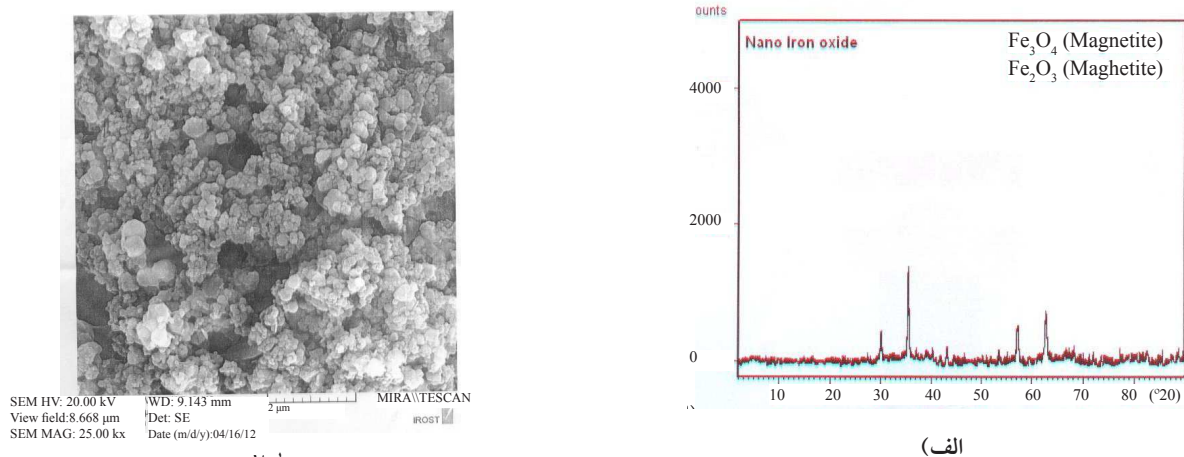 SEM HV: 20.00 kV WD: 9.143 mm MIRA\\TESCAN
View field:8.668 μm Det: SE 2 μm
SEM MAG: 25.00 kx Date (m/d/y):04/16/12 IROST
ounts
Nano Iron oxide
Fe₃O₄ (Magnetite)
Fe₂O₃ (Maghetite)
4000
2000
0
10 20 30 40 50 60 70 80 (°20)
الف)